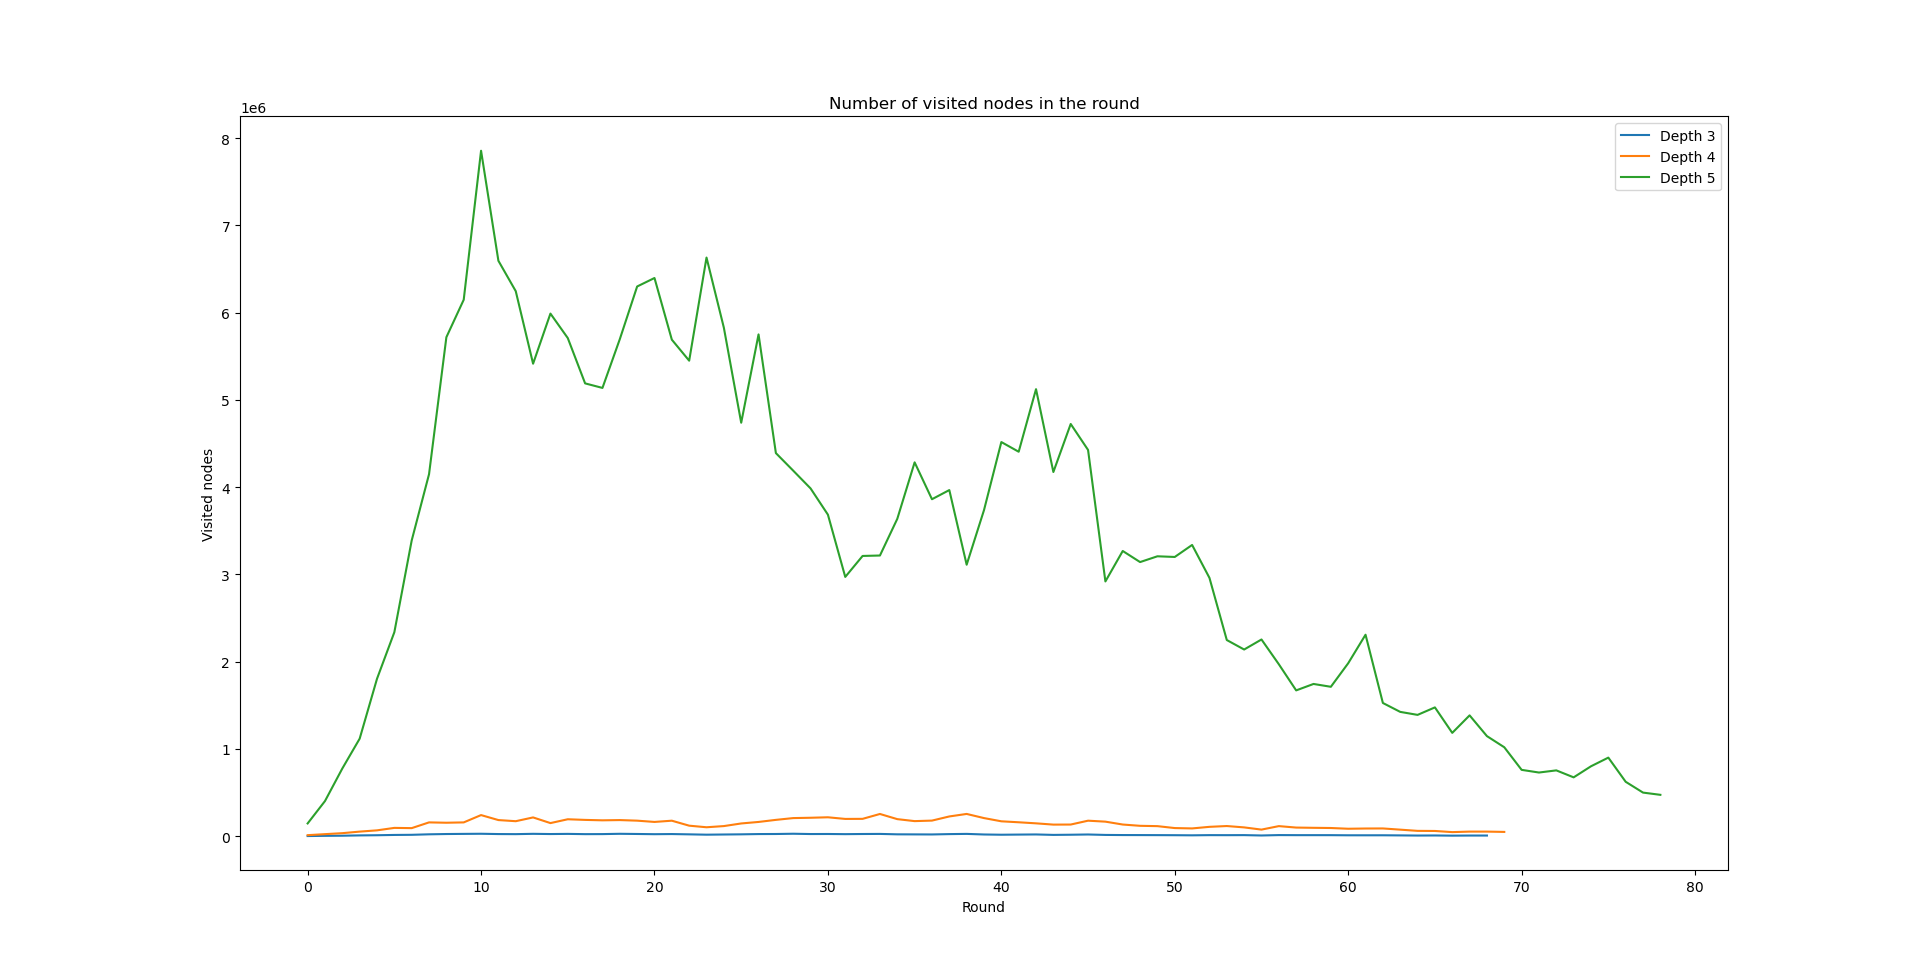 Number of visited nodes in the round
1e6
8
7
6
5
4
3
2
1
0
Visited nodes
Depth 3
Depth 4
Depth 5
0 10 20 30 40 50 60 70 80
Round